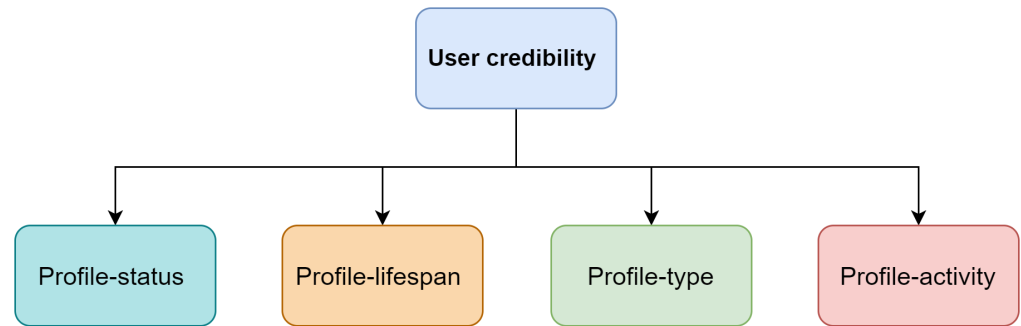 User credibility
Profile-status
Profile-lifespan
Profile-type
Profile-activity